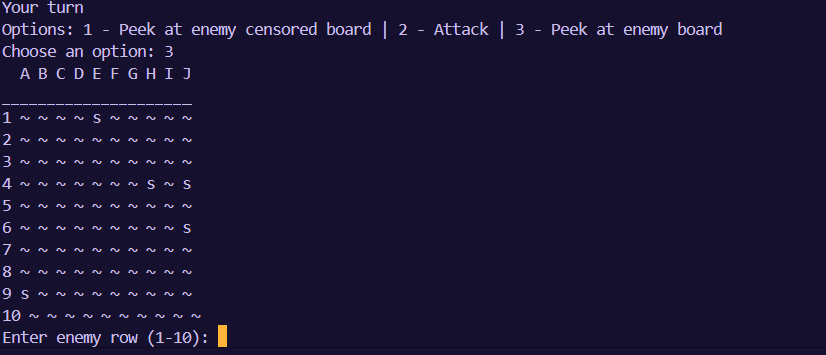 Your turn
Options: 1 - Peek at enemy censored board | 2 - Attack | 3 - Peek at enemy board
Choose an option: 3
  A B C D E F G H I J
_____________________
1 ~ ~ ~ ~ s ~ ~ ~ ~ ~
2 ~ ~ ~ ~ ~ ~ ~ ~ ~ ~
3 ~ ~ ~ ~ ~ ~ ~ ~ ~ ~
4 ~ ~ ~ ~ ~ ~ ~ s ~ s
5 ~ ~ ~ ~ ~ ~ ~ ~ ~ ~
6 ~ ~ ~ ~ ~ ~ ~ ~ ~ s
7 ~ ~ ~ ~ ~ ~ ~ ~ ~ ~
8 ~ ~ ~ ~ ~ ~ ~ ~ ~ ~
9 s ~ ~ ~ ~ ~ ~ ~ ~ ~
10 ~ ~ ~ ~ ~ ~ ~ ~ ~ ~
Enter enemy row (1-10):